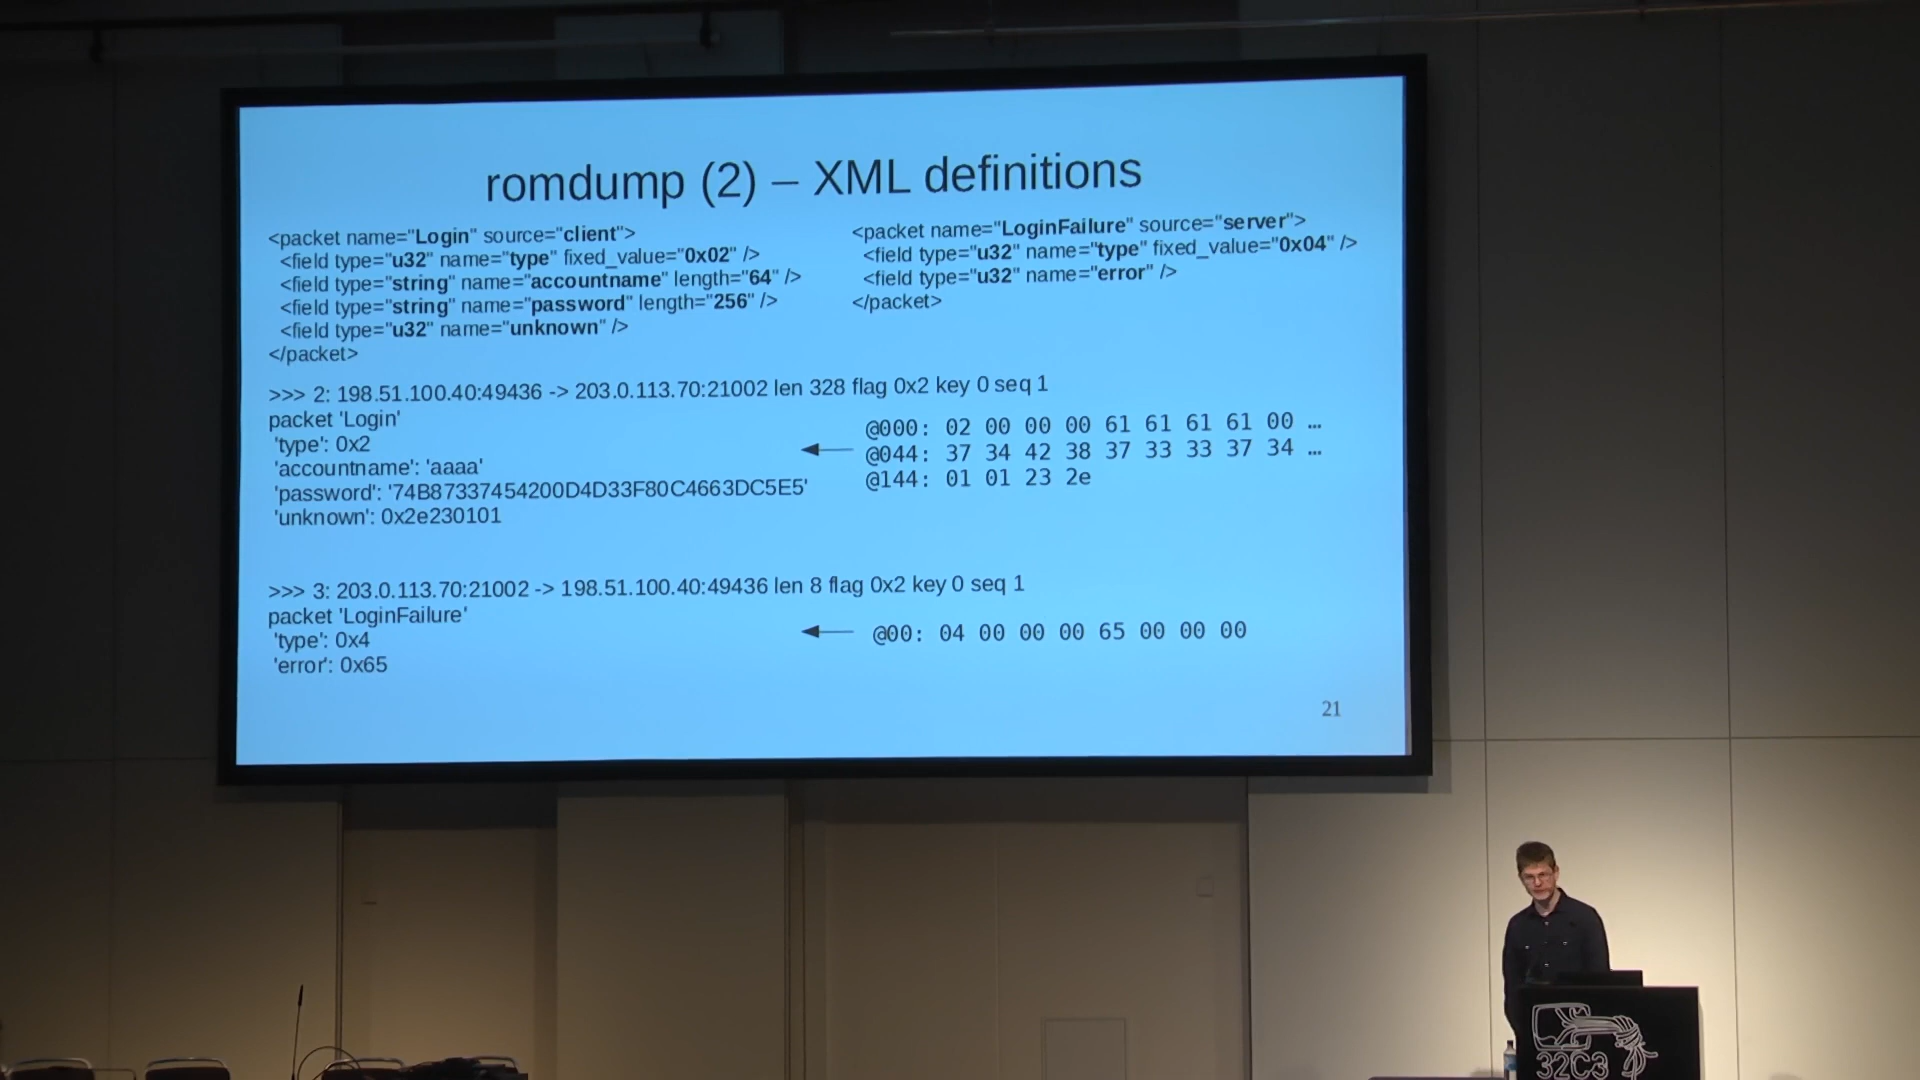 romdump (2) – XML definitions
<packet name="Login" source="client">
<field type="u32" name="type" fixed_value="0x02" />
<field type="string" name="accountname" length="64" />
<field type="string" name="password" length="256" />
<field type="u32" name="unknown" />
</packet>
<packet name="LoginFailure" source="server">
<field type="u32" name="type" fixed_value="0x04" />
<field type="u32" name="error" />
</packet>
>>> 2: 198.51.100.40:49436 -> 203.0.113.70:21002 len 328 flag 0x2 key 0 seq 1
packet 'Login'
'type': 0x2
'accountname': 'aaaa'
'password': '74B87337454200D4D33F80C4663DC5E5'
'unknown': 0x2e230101
@000: 02 00 00 00 61 61 61 61 00 …
@044: 37 34 42 38 37 33 33 37 34 …
@144: 01 01 23 2e
>>> 3: 203.0.113.70:21002 -> 198.51.100.40:49436 len 8 flag 0x2 key 0 seq 1
packet 'LoginFailure'
'type': 0x4
'error': 0x65
@00: 04 00 00 00 65 00 00 00
21
32C3